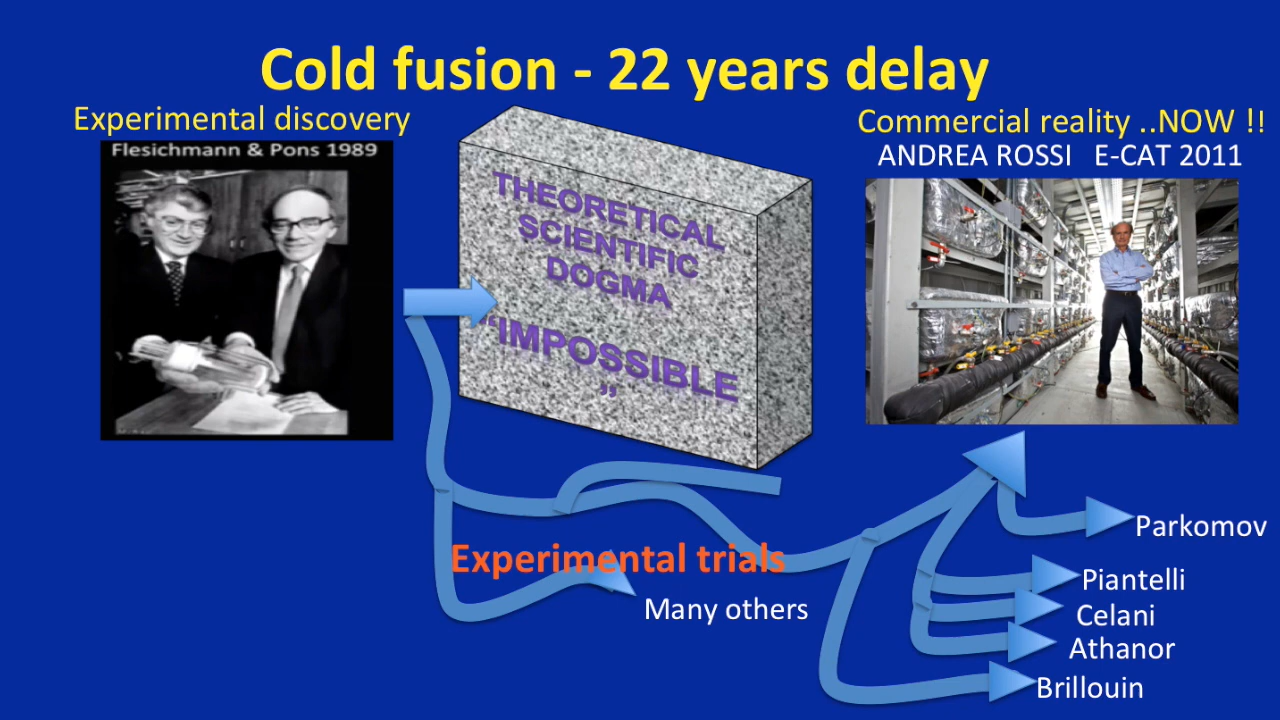 Cold fusion - 22 years delay
Experimental discovery
Flesichmann & Pons 1989
THEORETICAL
SCIENTIFIC
DOGMA
“IMPOSSIBLE
”
Commercial reality ..NOW !!
ANDREA ROSSI E-CAT 2011
Experimental trials
Many others
Parkomov
Piantelli
Celani
Athanor
Brillouin